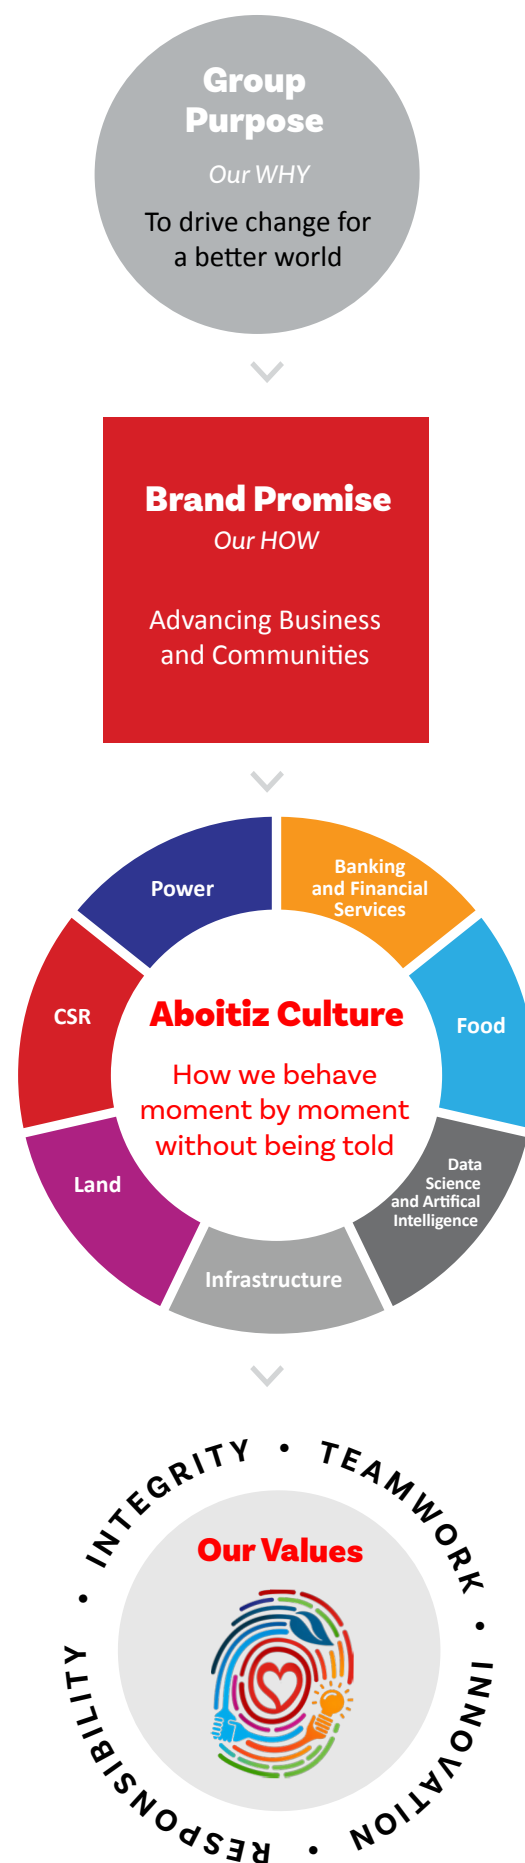 Group
Purpose
Our WHY
To drive change for
a better world
Brand Promise
Our HOW
Advancing Business
and Communities
Power
Banking
and Financial
Services
CSR
Aboitiz Culture
Food
How we behave
moment by moment
without being told
Land
Data
Science
and Artifical
Intelligence
Infrastructure
Our Values
INTEGRITY • TEAMWORK • INNOVATION • RESPONSIBILITY •